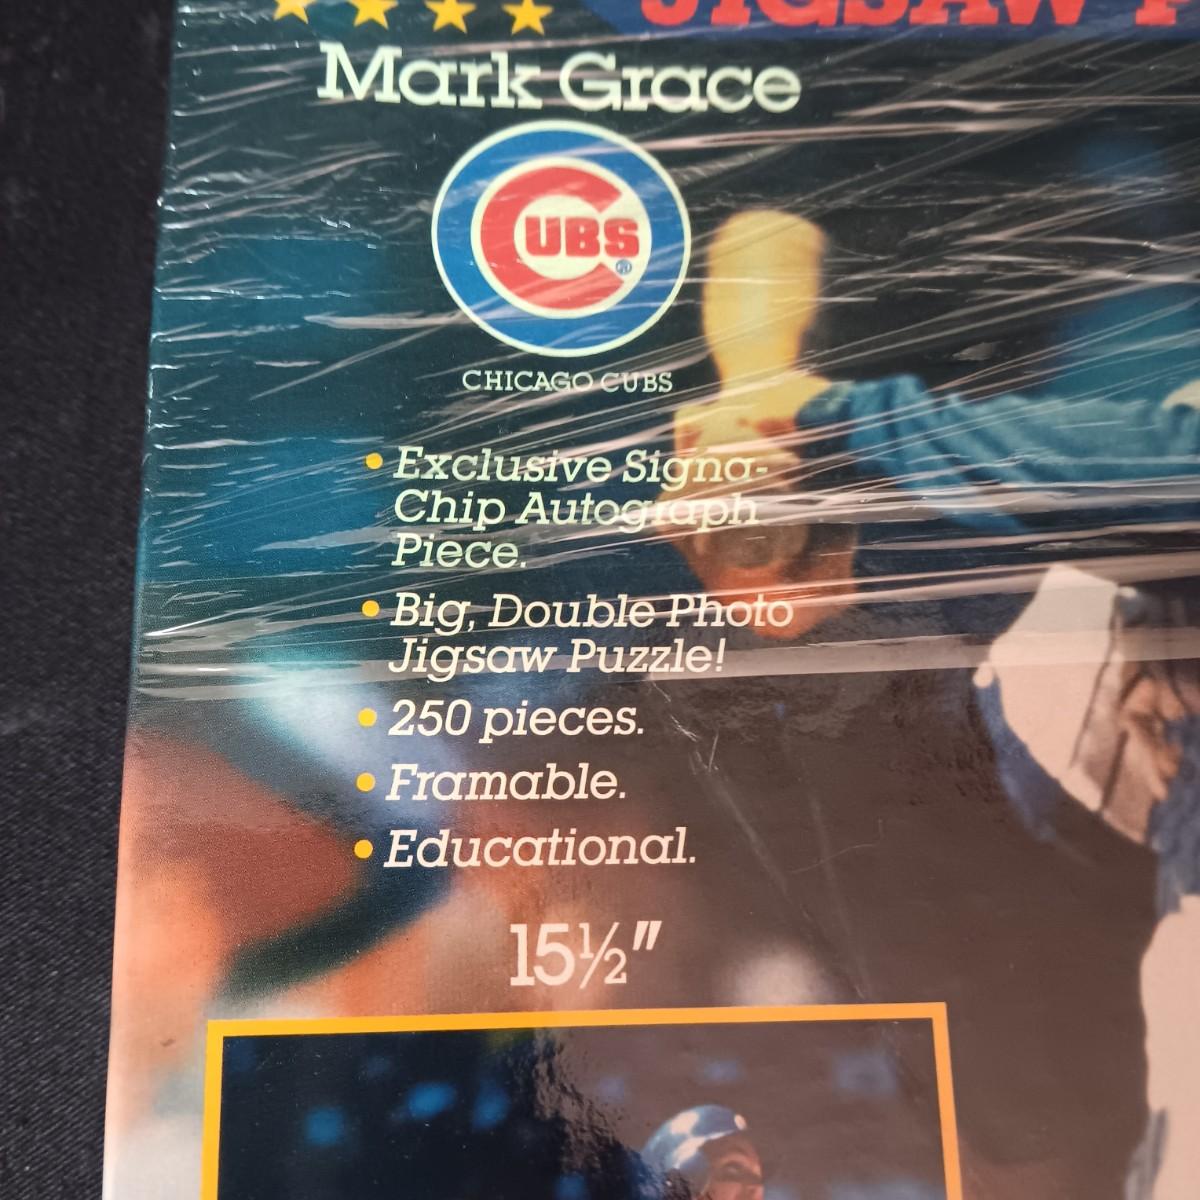 JIGSAW P
Mark Grace
CUBS
®
CHICAGO CUBS
• Exclusive Signa-
Chip Autograph
Piece.
• Big, Double Photo
Jigsaw Puzzle!
• 250 pieces.
• Framable.
• Educational.
15½"